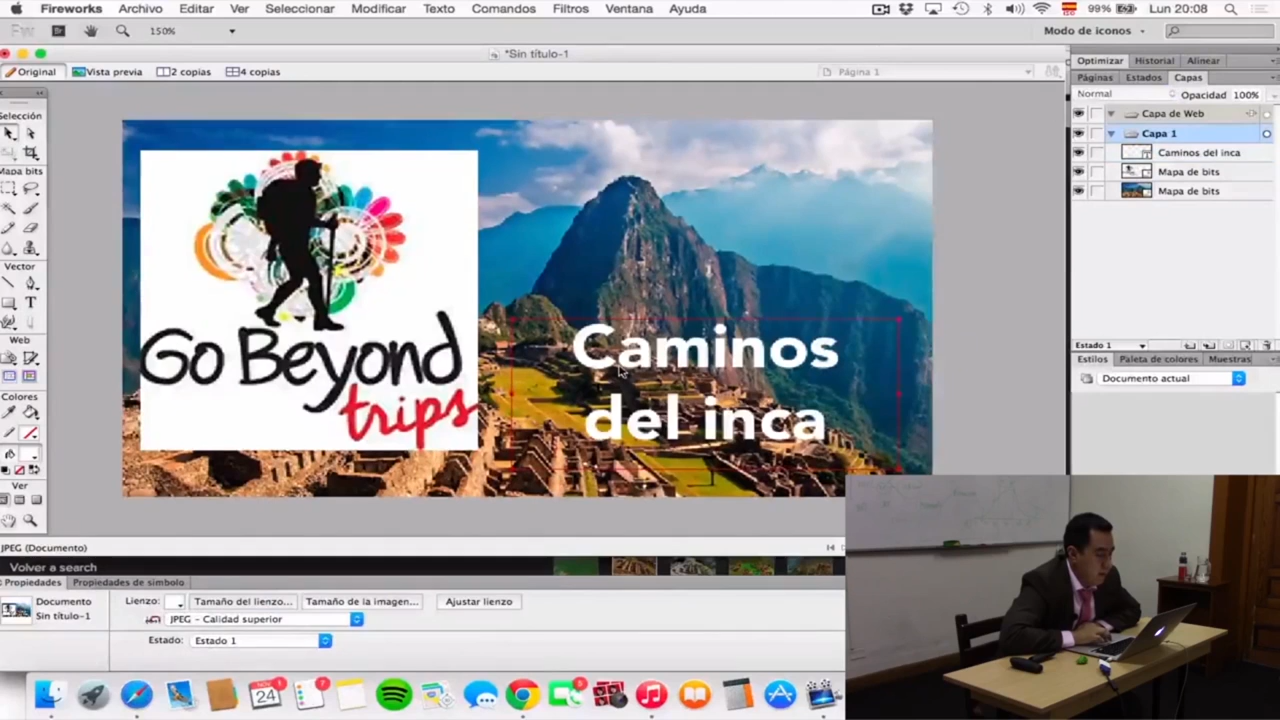 Fireworks Archivo Editar Ver Seleccionar Modificar Texto Comandos Filtros Ventana Ayuda 99% Lun 20:08
Fw Br 150% Modo de iconos
*Sin título-1
Original Vista previa 2 copias 4 copias Página 1
Optimizar Historial Alinear
Páginas Estados Capas
Normal Opacidad 100%
Capa de Web
Capa 1
Caminos del inca
Mapa de bits
Mapa de bits
Estado 1
Estilos Paleta de colores Muestras
Documento actual
Selección
Mapa bits
Vector
Web
Colores
Ver
Go Beyond
trips
Caminos
del inca
JPEG (Documento)
Volver a search
Propiedades Propiedades de símbolo
Documento
Sin título-1
Lienzo: Tamaño del lienzo... Tamaño de la imagen... Ajustar lienzo
JPEG - Calidad superior
Estado: Estado 1
NOV
24
1
7